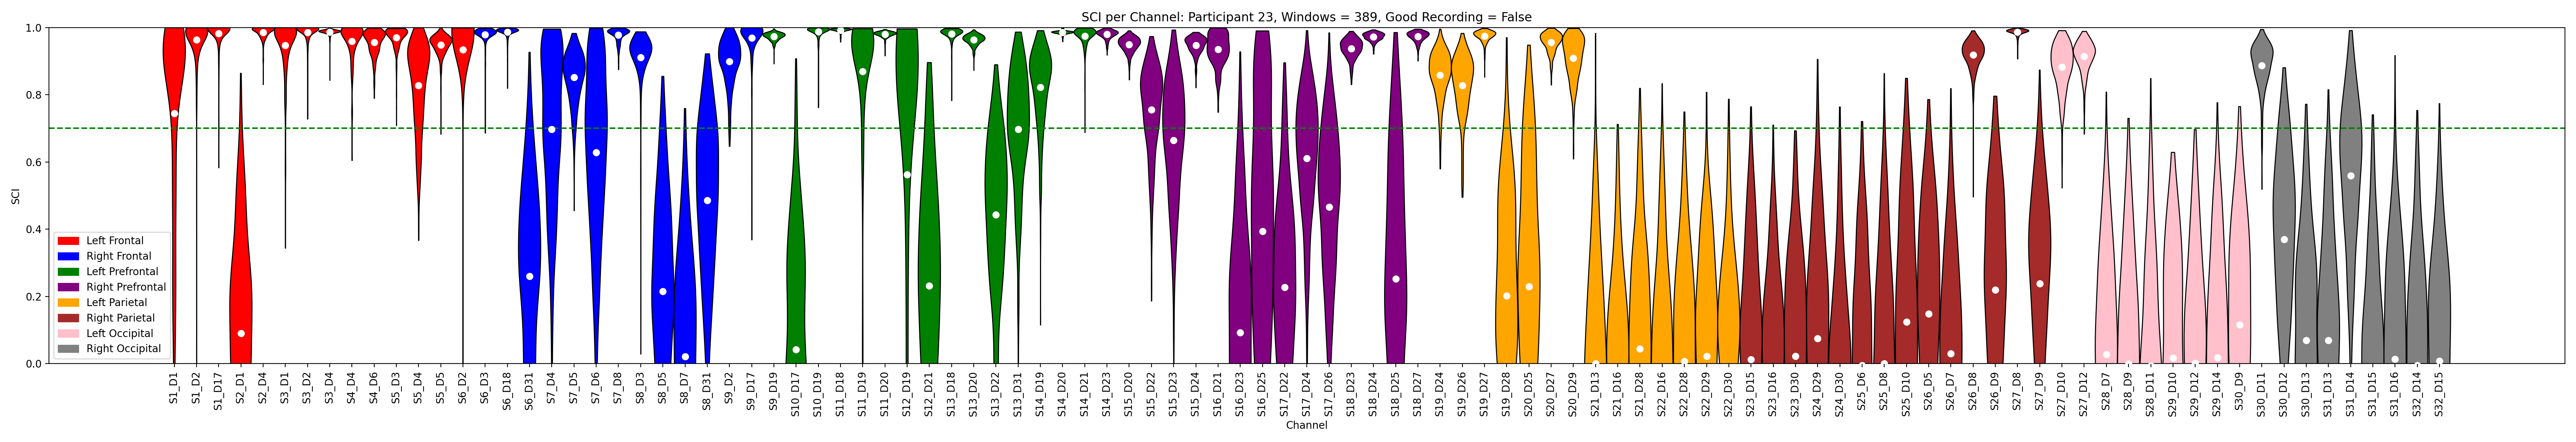 SCI per Channel: Participant 23, Windows = 389, Good Recording = False
1.0
0.8
0.6
0.4
0.2
0.0
SCI
Left Frontal
Right Frontal
Left Prefrontal
Right Prefrontal
Left Parietal
Right Parietal
Left Occipital
Right Occipital
S1_D1
S1_D2
S1_D17
S2_D1
S2_D4
S3_D1
S3_D2
S3_D4
S4_D4
S4_D6
S5_D3
S5_D4
S5_D6
S6_D2
S6_D3
S6_D18
S6_D31
S7_D4
S7_D5
S7_D6
S7_D8
S8_D3
S8_D5
S8_D7
S8_D31
S9_D2
S9_D17
S9_D19
S10_D17
S10_D19
S11_D18
S11_D19
S11_D20
S12_D19
S12_D21
S13_D18
S13_D20
S13_D22
S13_D31
S14_D19
S14_D20
S14_D21
S14_D23
S15_D20
S15_D22
S15_D23
S15_D24
S16_D21
S16_D23
S16_D25
S17_D22
S17_D24
S17_D26
S18_D23
S18_D24
S18_D25
S18_D27
S19_D24
S19_D26
S19_D27
S19_D28
S20_D25
S20_D27
S20_D29
S21_D13
S21_D16
S21_D28
S22_D16
S22_D28
S22_D29
S22_D30
S23_D15
S23_D16
S23_D30
S24_D29
S24_D30
S25_D6
S25_D8
S25_D10
S26_D5
S26_D7
S26_D8
S26_D9
S27_D8
S27_D9
S27_D10
S27_D12
S28_D7
S28_D9
S28_D11
S29_D10
S29_D12
S29_D14
S30_D9
S30_D11
S30_D12
S30_D13
S31_D13
S31_D14
S31_D15
S31_D16
S32_D14
S32_D15
Channel